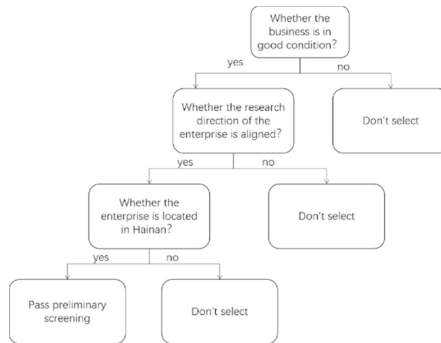 Whether the
business is in
good condition?
yes
no
Whether the research
direction of the
enterprise is aligned?
Don't select
yes
no
Whether the
enterprise is located
in Hainan?
Don't select
yes
no
Pass preliminary
screening
Don't select